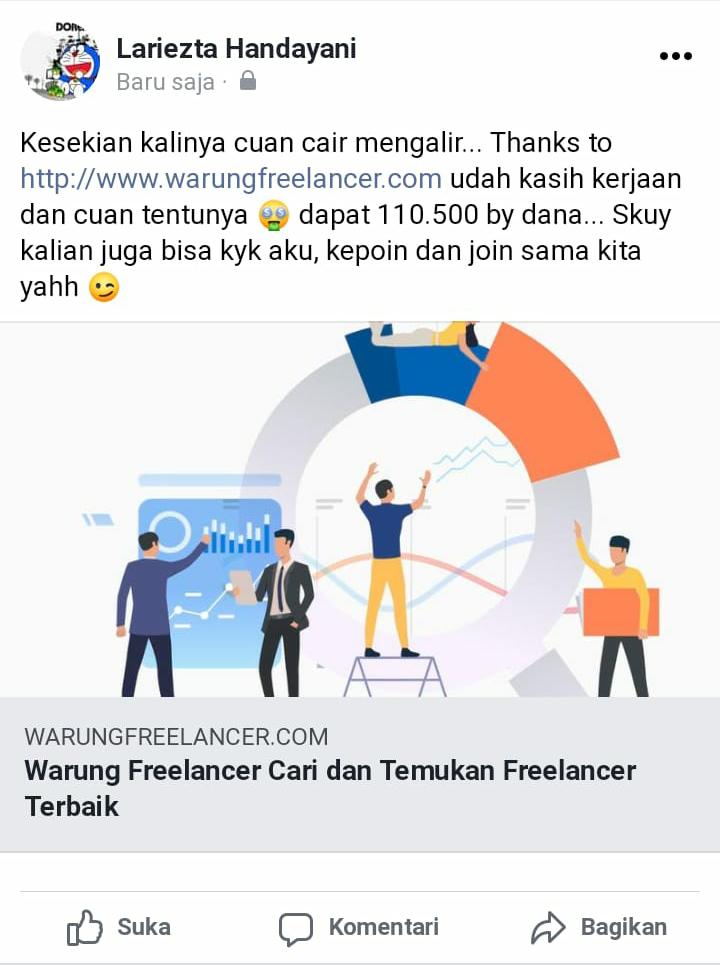 DORE
Lariezta Handayani
Baru saja ·
Kesekian kalinya cuan cair mengalir... Thanks to
http://www.warungfreelancer.com udah kasih kerjaan
dan cuan tentunya 🤑 dapat 110.500 by dana... Skuy
kalian juga bisa kyk aku, kepoin dan join sama kita
yahh 😉
WARUNGFREELANCER.COM
Warung Freelancer Cari dan Temukan Freelancer
Terbaik
Suka
Komentari
Bagikan